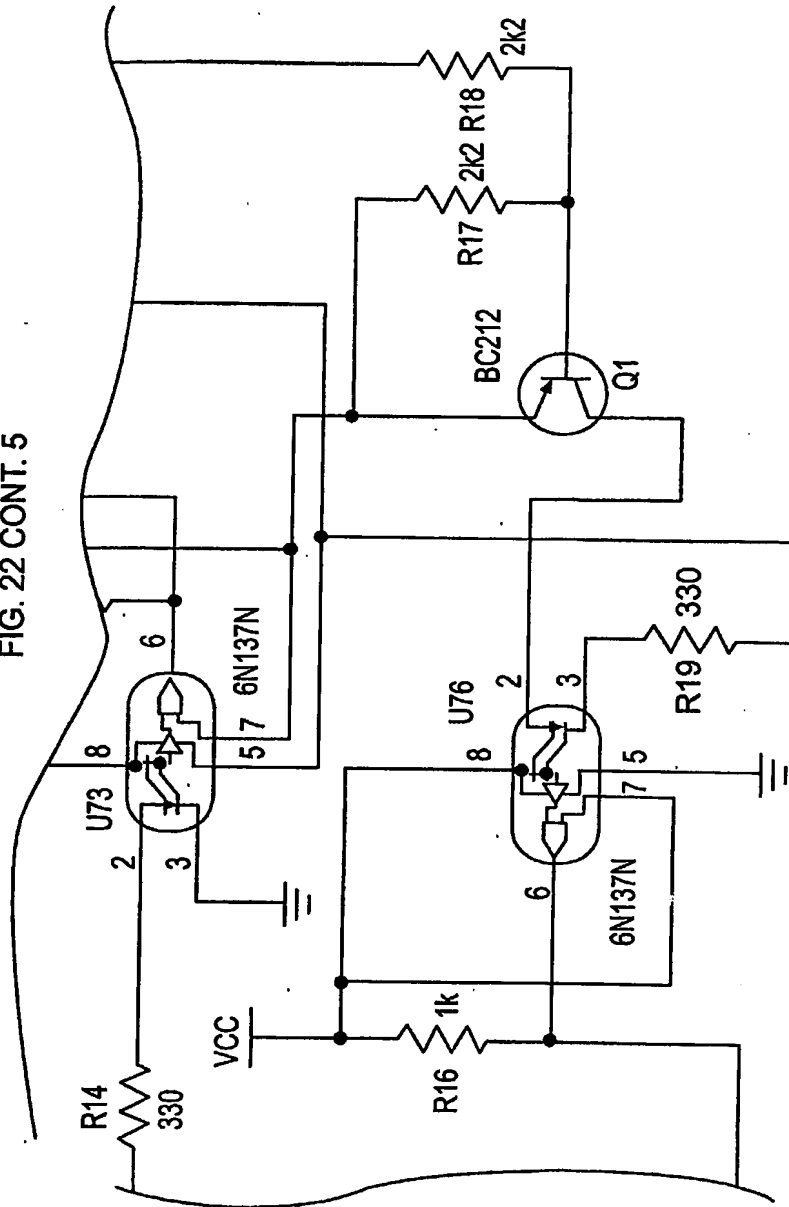 FIG. 22 CONT. 5
R14
330
U73
2
3
8
6
7
5
6N137N
VCC
R16
1k
U76
8
2
3
6
5
7
6N137N
R19
330
BC212
Q1
R17
2k2
R18
2k2